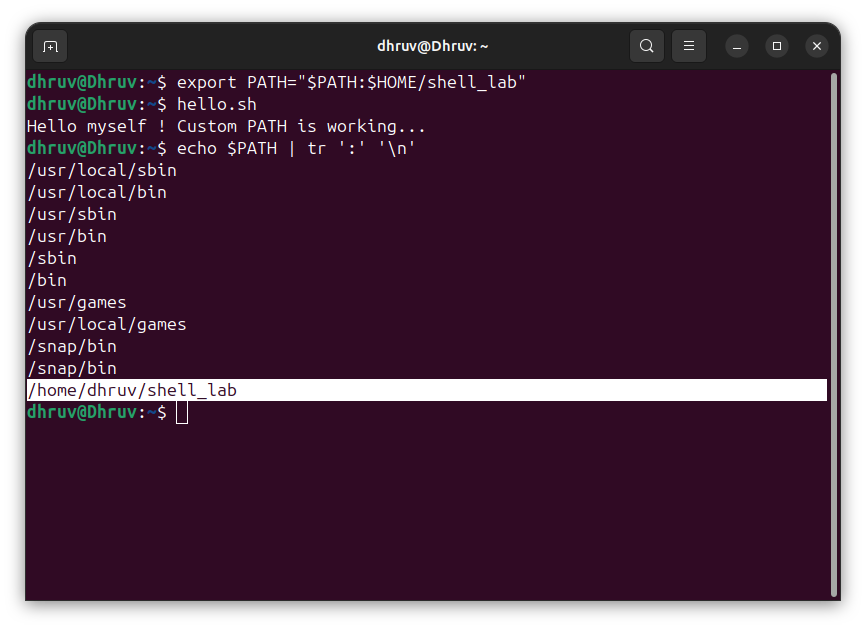 dhruv@Dhruv: ~
dhruv@Dhruv:~$ export PATH="$PATH:$HOME/shell_lab"
dhruv@Dhruv:~$ hello.sh
Hello myself ! Custom PATH is working...
dhruv@Dhruv:~$ echo $PATH | tr ':' '\n'
/usr/local/sbin
/usr/local/bin
/usr/sbin
/usr/bin
/sbin
/bin
/usr/games
/usr/local/games
/snap/bin
/snap/bin
/home/dhruv/shell_lab
dhruv@Dhruv:~$